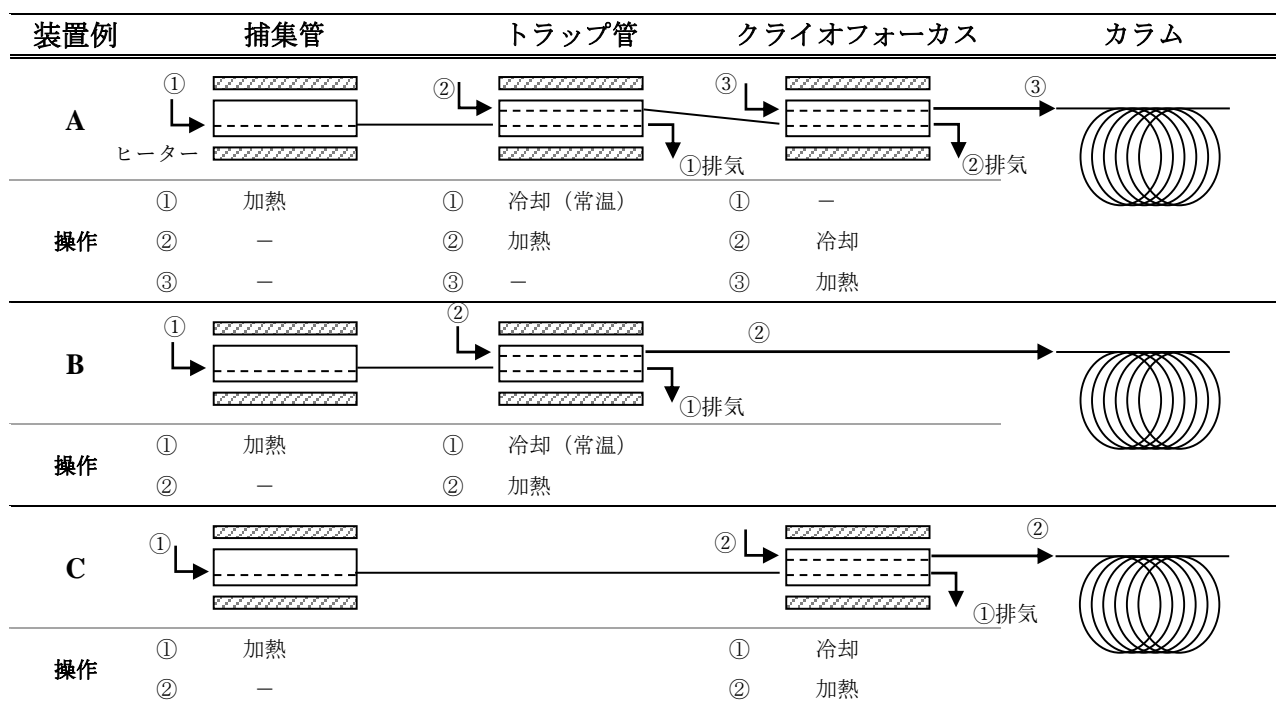 装置例 捕集管 トラップ管 クライオフォーカス カラム
① ② ③ ③
A
ヒーター ①排気 ②排気
① 加熱 ① 冷却（常温） ① －
操作 ② － ② 加熱 ② 冷却
③ － ③ － ③ 加熱
① ② ②
B
①排気
① 加熱 ① 冷却（常温）
操作
② － ② 加熱
① ② ②
C
①排気
① 加熱 ① 冷却
操作
② － ② 加熱